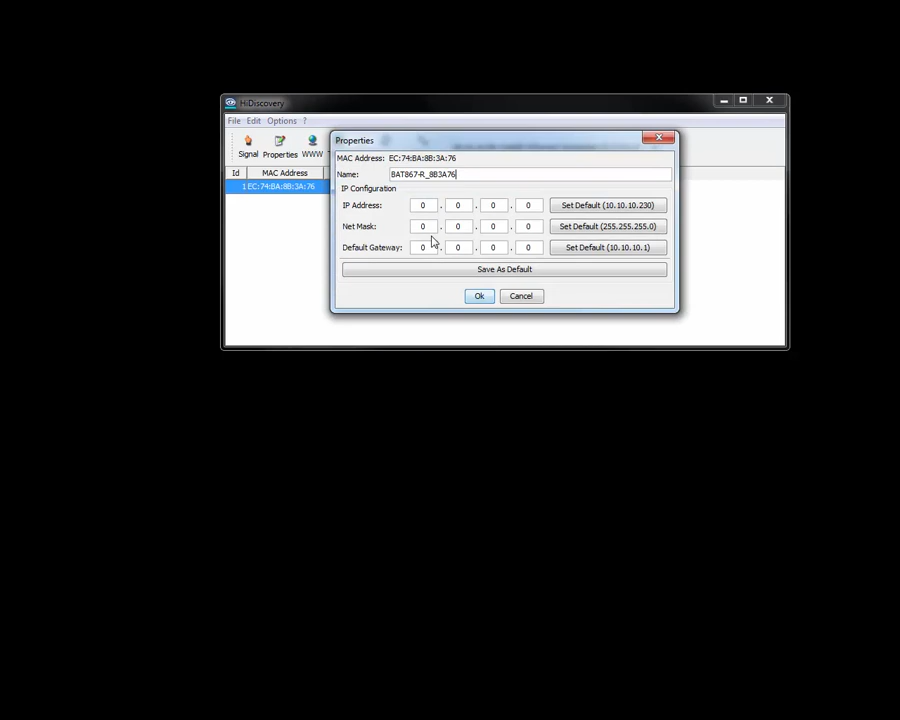 HiDiscovery
File Edit Options ?
Signal Properties WWW
Id MAC Address
1 EC:74:BA:8B:3A:76
Properties
MAC Address: EC:74:BA:8B:3A:76
Name: BAT867-R_8B3A76
IP Configuration
IP Address: 0 . 0 . 0 . 0 Set Default (10.10.10.230)
Net Mask: 0 . 0 . 0 . 0 Set Default (255.255.255.0)
Default Gateway: 0 . 0 . 0 . 0 Set Default (10.10.10.1)
Save As Default
Ok Cancel